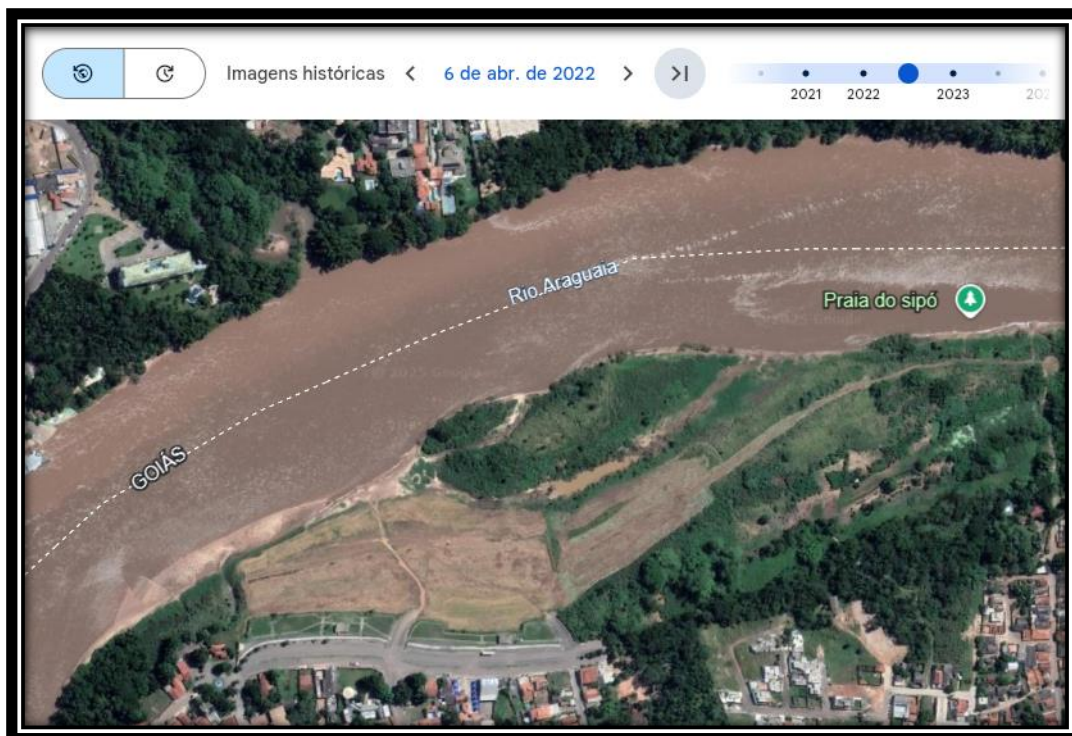 Imagens históricas < 6 de abr. de 2022 > >|
2021 2022 2023
Rio Araguaia
Praia do sipó
GOIÁS